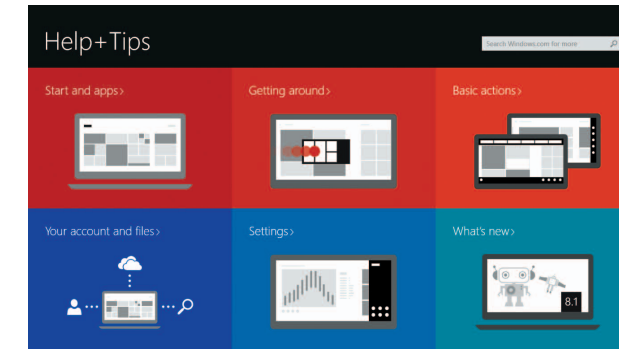 Help+Tips
Search Windows.com for more
Start and apps›
Getting around›
Basic actions›
Your account and files›
Settings›
What's new›
8.1